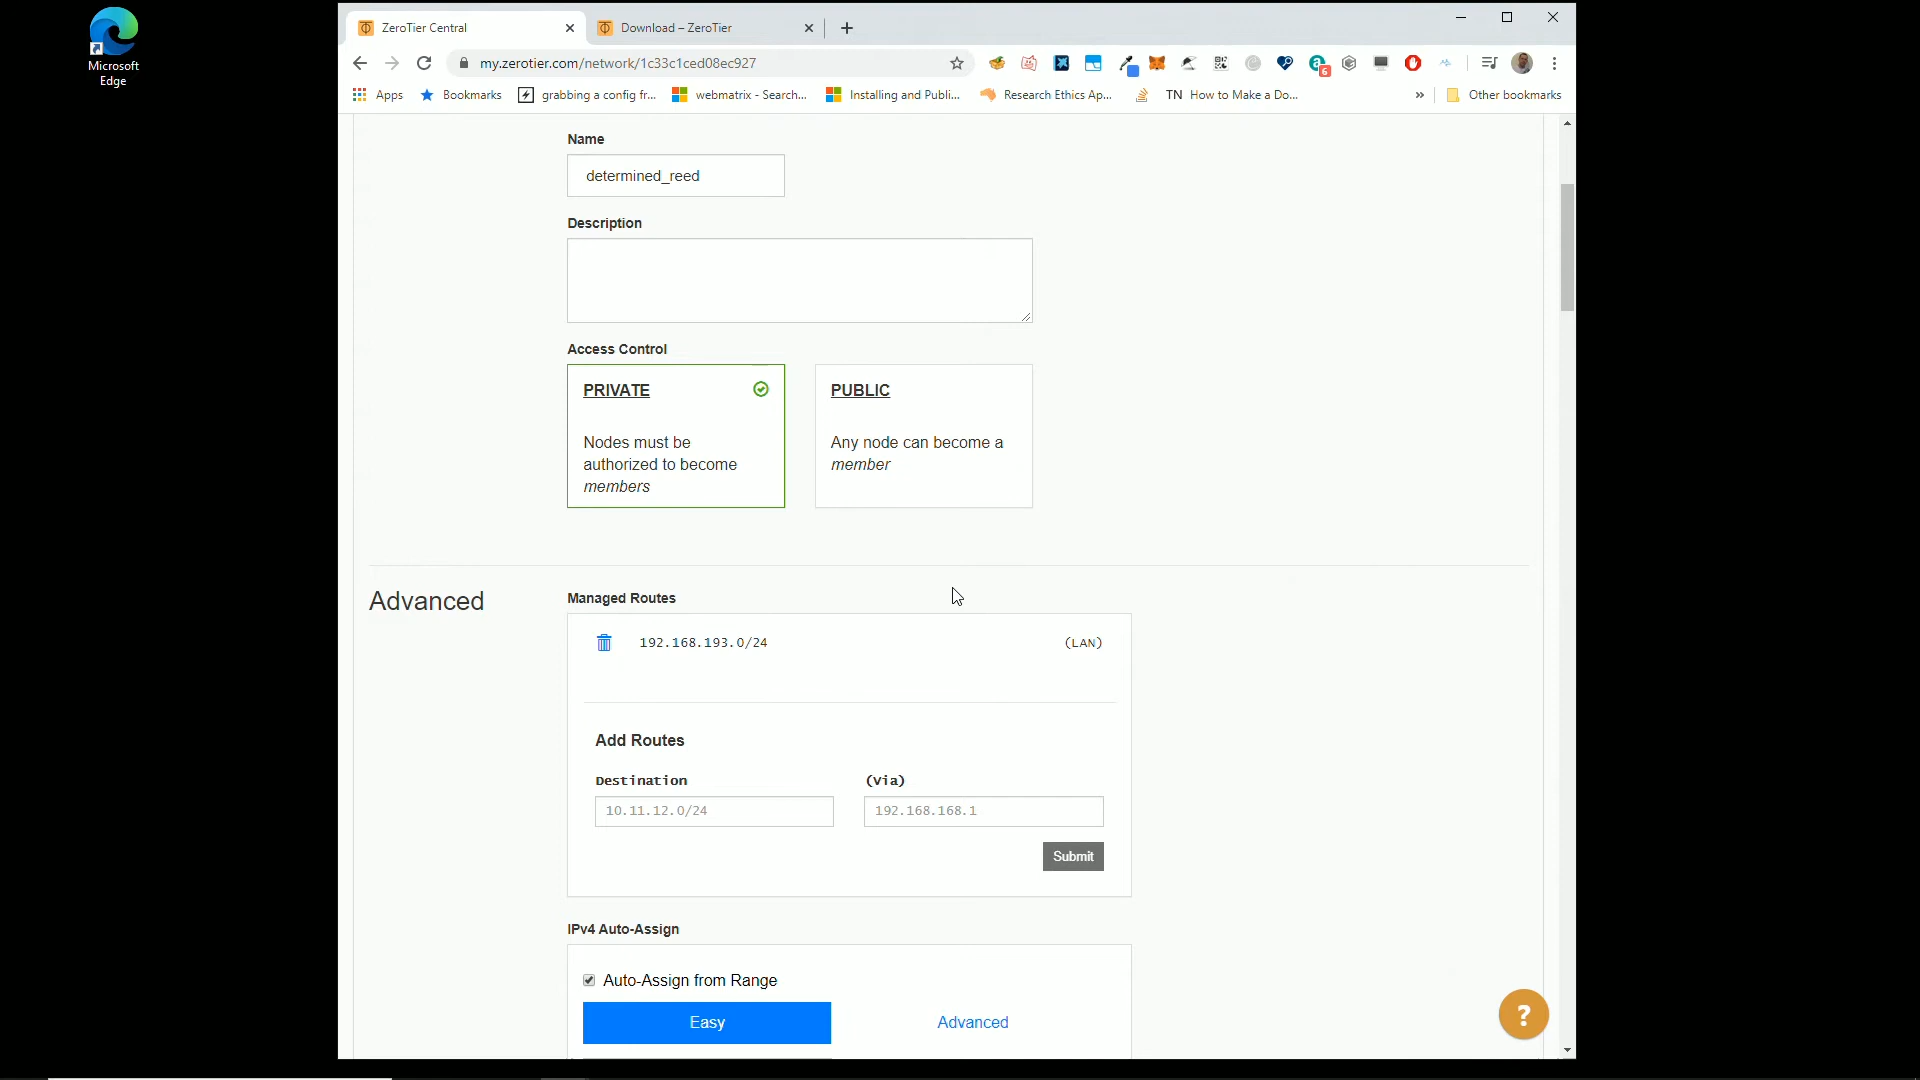 Microsoft
Edge
ZeroTier Central
Download – ZeroTier
my.zerotier.com/network/1c33c1ced08ec927
6
Apps
Bookmarks
grabbing a config fr...
webmatrix - Search...
Installing and Publi...
Research Ethics Ap...
TN How to Make a Do...
»
Other bookmarks
Name
determined_reed
Description
Access Control
PRIVATE
Nodes must be
authorized to become
members
PUBLIC
Any node can become a
member
Advanced
Managed Routes
192.168.193.0/24
(LAN)
Add Routes
Destination
(Via)
10.11.12.0/24
192.168.168.1
Submit
IPv4 Auto-Assign
Auto-Assign from Range
Easy
Advanced
?